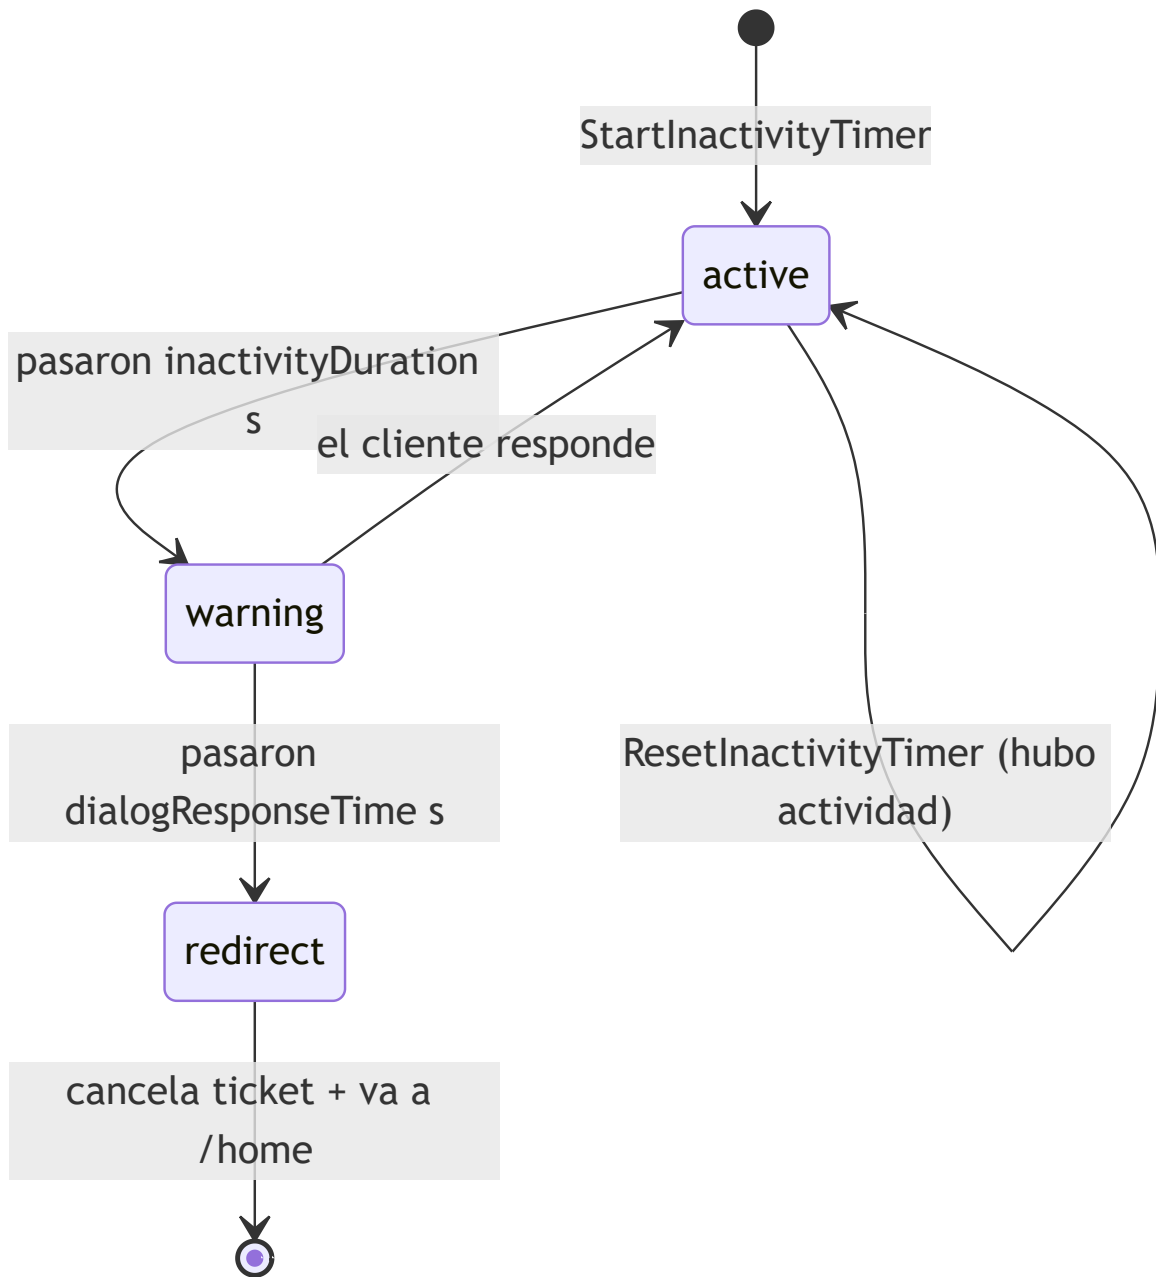 StartInactivityTimer
active
pasaron inactivityDuration
s
el cliente responde
warning
pasaron
dialogResponseTime s
ResetInactivityTimer (hubo
actividad)
redirect
cancela ticket + va a
/home